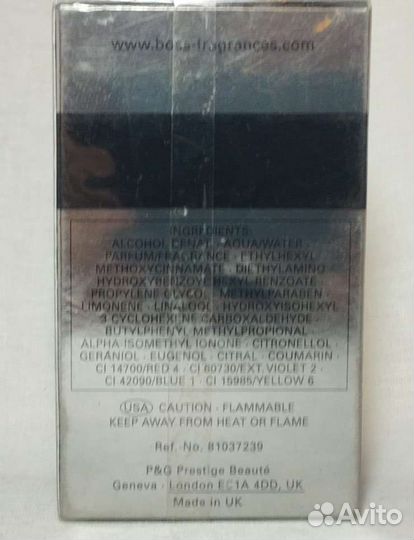 www.boss-fragrances.com
INGREDIENTS:
ALCOHOL DENAT. · AQUA/WATER ·
PARFUM/FRAGRANCE · ETHYLHEXYL
METHOXYCINNAMATE · DIETHYLAMINO
HYDROXYBENZOYL HEXYL BENZOATE
PROPYLENE GLYCOL · METHYLPARABEN
LIMONENE · LINALOOL · HYDROXYISOHEXYL
3 CYCLOHEXENE CARBOXALDEHYDE
BUTYLPHENYL METHYLPROPIONAL
ALPHA ISOMETHYL IONONE · CITRONELLOL
GERANIOL · EUGENOL · CITRAL · COUMARIN ·
CI 14700/RED 4 · CI 60730/EXT. VIOLET 2 ·
CI 42090/BLUE 1 · CI 15985/YELLOW 6
USA CAUTION · FLAMMABLE
KEEP AWAY FROM HEAT OR FLAME
Ref. No. 81037239
P&G Prestige Beauté
Geneva · London EC1A 4DD, UK
Made in UK
Avito